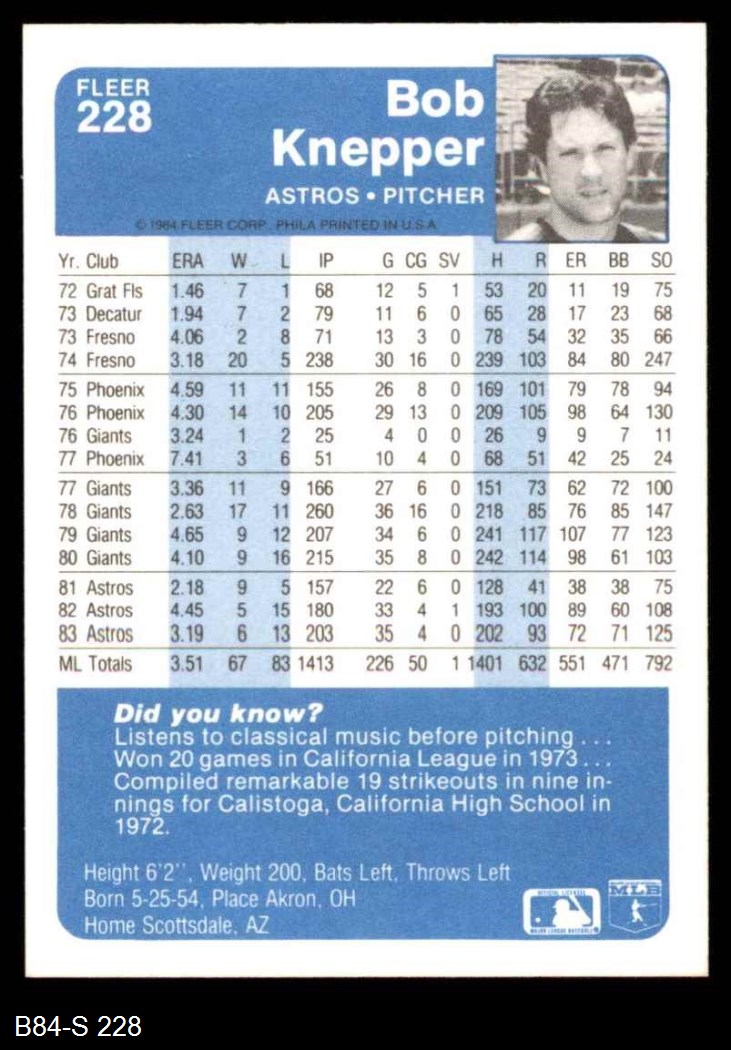 FLEER
228
Bob
Knepper
ASTROS • PITCHER
© 1984 FLEER CORP. PHILA PRINTED IN U.S.A.
Yr. Club ERA W L IP G CG SV H R ER BB SO
72 Grat Fls 1.46 7 1 68 12 5 1 53 20 11 19 75
73 Decatur 1.94 7 2 79 11 6 0 65 28 17 23 68
73 Fresno 4.06 2 8 71 13 3 0 78 54 32 35 66
74 Fresno 3.18 20 5 238 30 16 0 239 103 84 80 247
75 Phoenix 4.59 11 11 155 26 8 0 169 101 79 78 94
76 Phoenix 4.30 14 10 205 29 13 0 209 105 98 64 130
76 Giants 3.24 1 2 25 4 0 0 26 9 9 7 11
77 Phoenix 7.41 3 6 51 10 4 0 68 51 42 25 24
77 Giants 3.36 11 9 166 27 6 0 151 73 62 72 100
78 Giants 2.63 17 11 260 36 16 0 218 85 76 85 147
79 Giants 4.65 9 12 207 34 6 0 241 117 107 77 123
80 Giants 4.10 9 16 215 35 8 0 242 114 98 61 103
81 Astros 2.18 9 5 157 22 6 0 128 41 38 38 75
82 Astros 4.45 5 15 180 33 4 1 193 100 89 60 108
83 Astros 3.19 6 13 203 35 4 0 202 93 72 71 125
ML Totals 3.51 67 83 1413 226 50 1 1401 632 551 471 792
Did you know?
Listens to classical music before pitching . . .
Won 20 games in California League in 1973 . . .
Compiled remarkable 19 strikeouts in nine in-
nings for Calistoga, California High School in
1972.
Height 6'2'', Weight 200, Bats Left, Throws Left
Born 5-25-54, Place Akron, OH
Home Scottsdale, AZ
OFFICIAL LICENSEE
MAJOR LEAGUE BASEBALL
MLB
B84-S 228